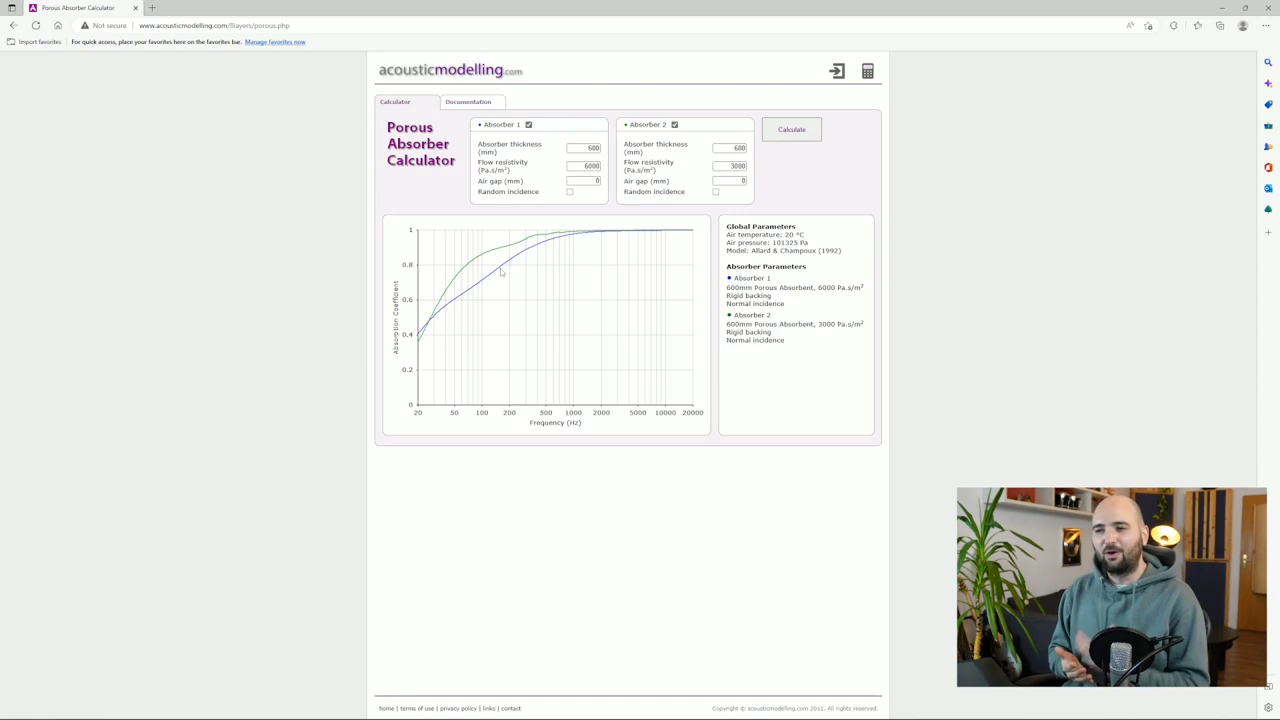 Porous Absorber Calculator
Not secure
www.acousticmodelling.com/8layers/porous.php
Import favorites
For quick access, place your favorites here on the favorites bar. Manage favorites now
acousticmodelling.com
Calculator
Documentation
Porous
Absorber
Calculator
Absorber 1
Absorber thickness
(mm)
600
Flow resistivity
(Pa.s/m²)
6000
Air gap (mm)
0
Random incidence
Absorber 2
Absorber thickness
(mm)
600
Flow resistivity
(Pa.s/m²)
3000
Air gap (mm)
0
Random incidence
Calculate
1
0.8
0.6
0.4
0.2
0
Absorption Coefficient
20 50 100 200 500 1000 2000 5000 10000 20000
Frequency (Hz)
Global Parameters
Air temperature: 20 °C
Air pressure: 101325 Pa
Model: Allard & Champoux (1992)
Absorber Parameters
Absorber 1
600mm Porous Absorbent, 6000 Pa.s/m²
Rigid backing
Normal incidence
Absorber 2
600mm Porous Absorbent, 3000 Pa.s/m²
Rigid backing
Normal incidence
home | terms of use | privacy policy | links | contact
Copyright © acousticmodelling.com 2011. All rights reserved.